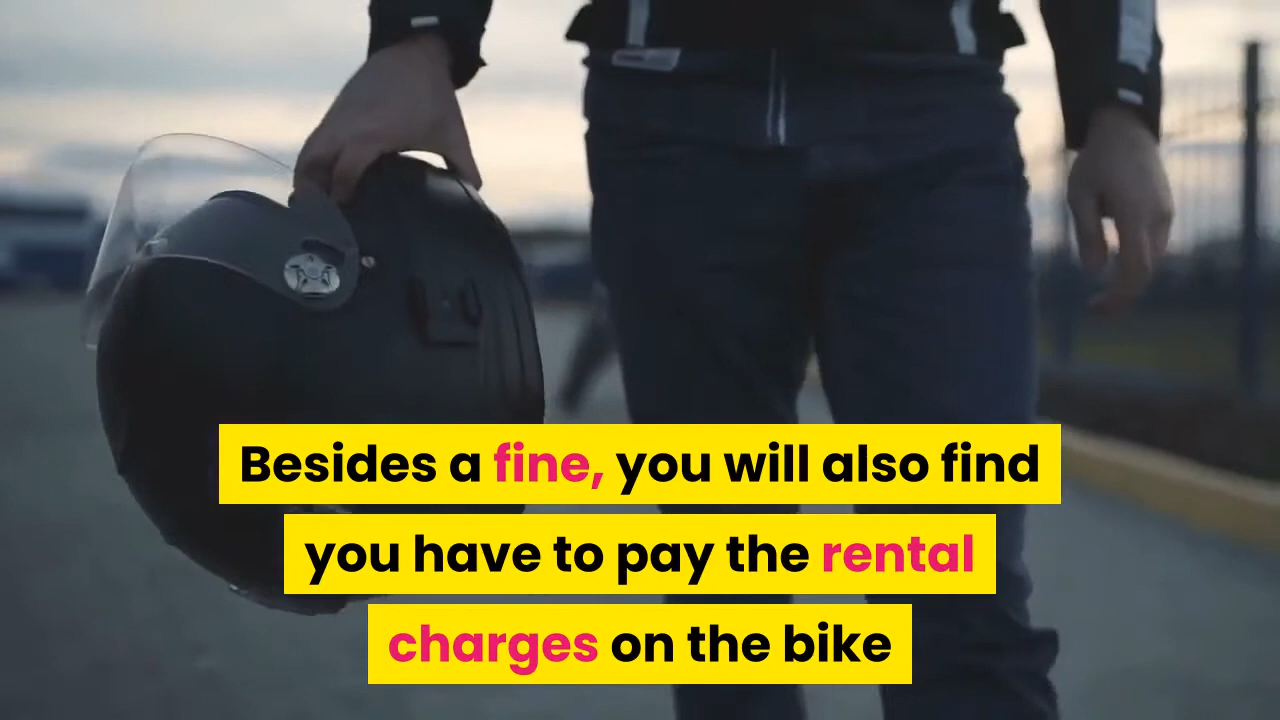 Besides a fine, you will also find
you have to pay the rental
charges on the bike